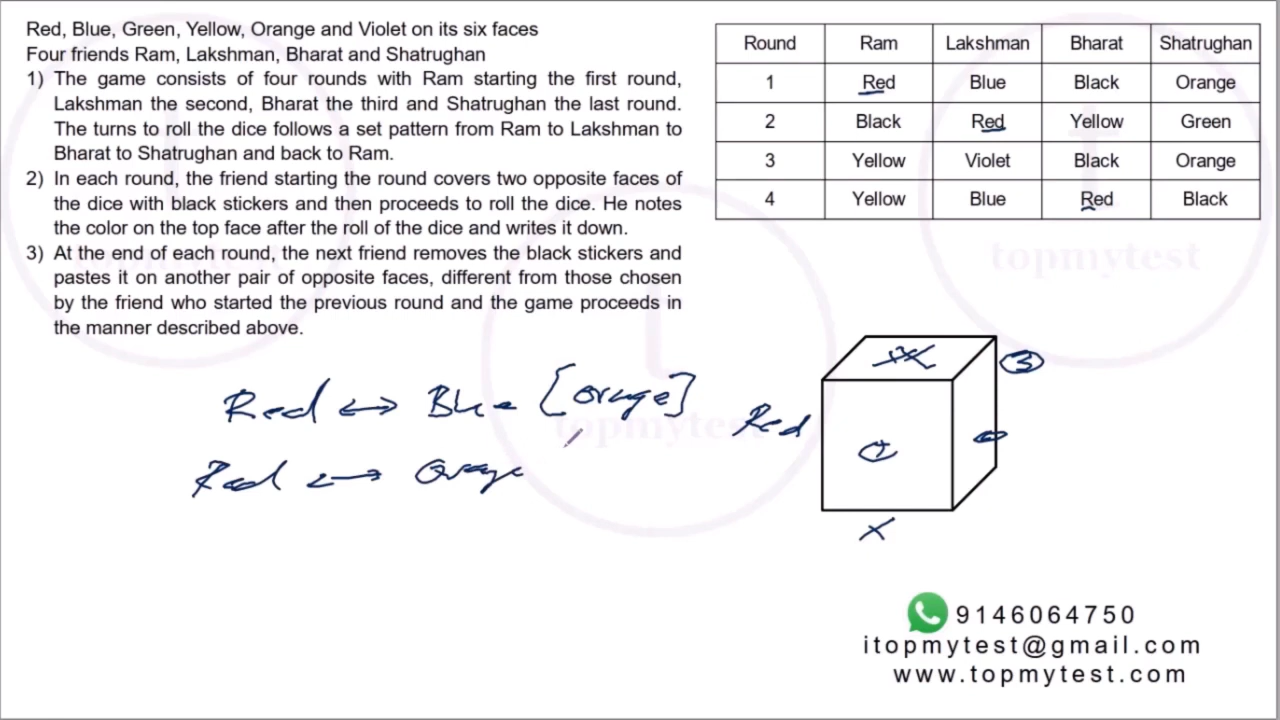 Red, Blue, Green, Yellow, Orange and Violet on its six faces
Four friends Ram, Lakshman, Bharat and Shatrughan
1) The game consists of four rounds with Ram starting the first round,
Lakshman the second, Bharat the third and Shatrughan the last round.
The turns to roll the dice follows a set pattern from Ram to Lakshman to
Bharat to Shatrughan and back to Ram.
2) In each round, the friend starting the round covers two opposite faces of
the dice with black stickers and then proceeds to roll the dice. He notes
the color on the top face after the roll of the dice and writes it down.
3) At the end of each round, the next friend removes the black stickers and
pastes it on another pair of opposite faces, different from those chosen
by the friend who started the previous round and the game proceeds in
the manner described above.
Round Ram Lakshman Bharat Shatrughan
1 Red Blue Black Orange
2 Black Red Yellow Green
3 Yellow Violet Black Orange
4 Yellow Blue Red Black
topmytest
topmytest
Red ↔ Blue [Orange]
Red ↔ Orange
Red
3
X
9146064750
itopmytest@gmail.com
www.topmytest.com